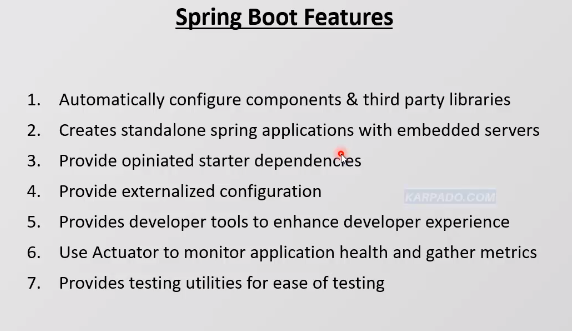 Spring Boot Features
1. Automatically configure components & third party libraries
2. Creates standalone spring applications with embedded servers
3. Provide opiniated starter dependencies
4. Provide externalized configuration
KARPADO.COM
5. Provides developer tools to enhance developer experience
6. Use Actuator to monitor application health and gather metrics
7. Provides testing utilities for ease of testing